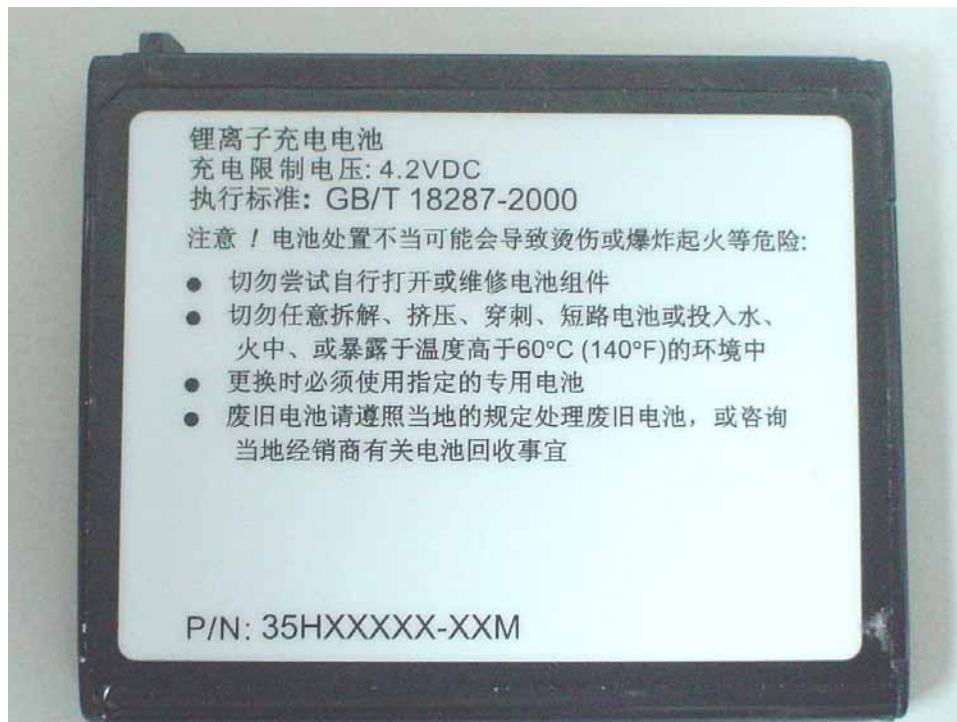 锂离子充电电池
充电限制电压: 4.2VDC
执行标准: GB/T 18287-2000
注意 ! 电池处置不当可能会导致烫伤或爆炸起火等危险:
● 切勿尝试自行打开或维修电池组件
● 切勿任意拆解、挤压、穿刺、短路电池或投入水、
火中、或暴露于温度高于60°C (140°F)的环境中
● 更换时必须使用指定的专用电池
● 废旧电池请遵照当地的规定处理废旧电池，或咨询
当地经销商有关电池回收事宜
P/N: 35HXXXXX-XXM